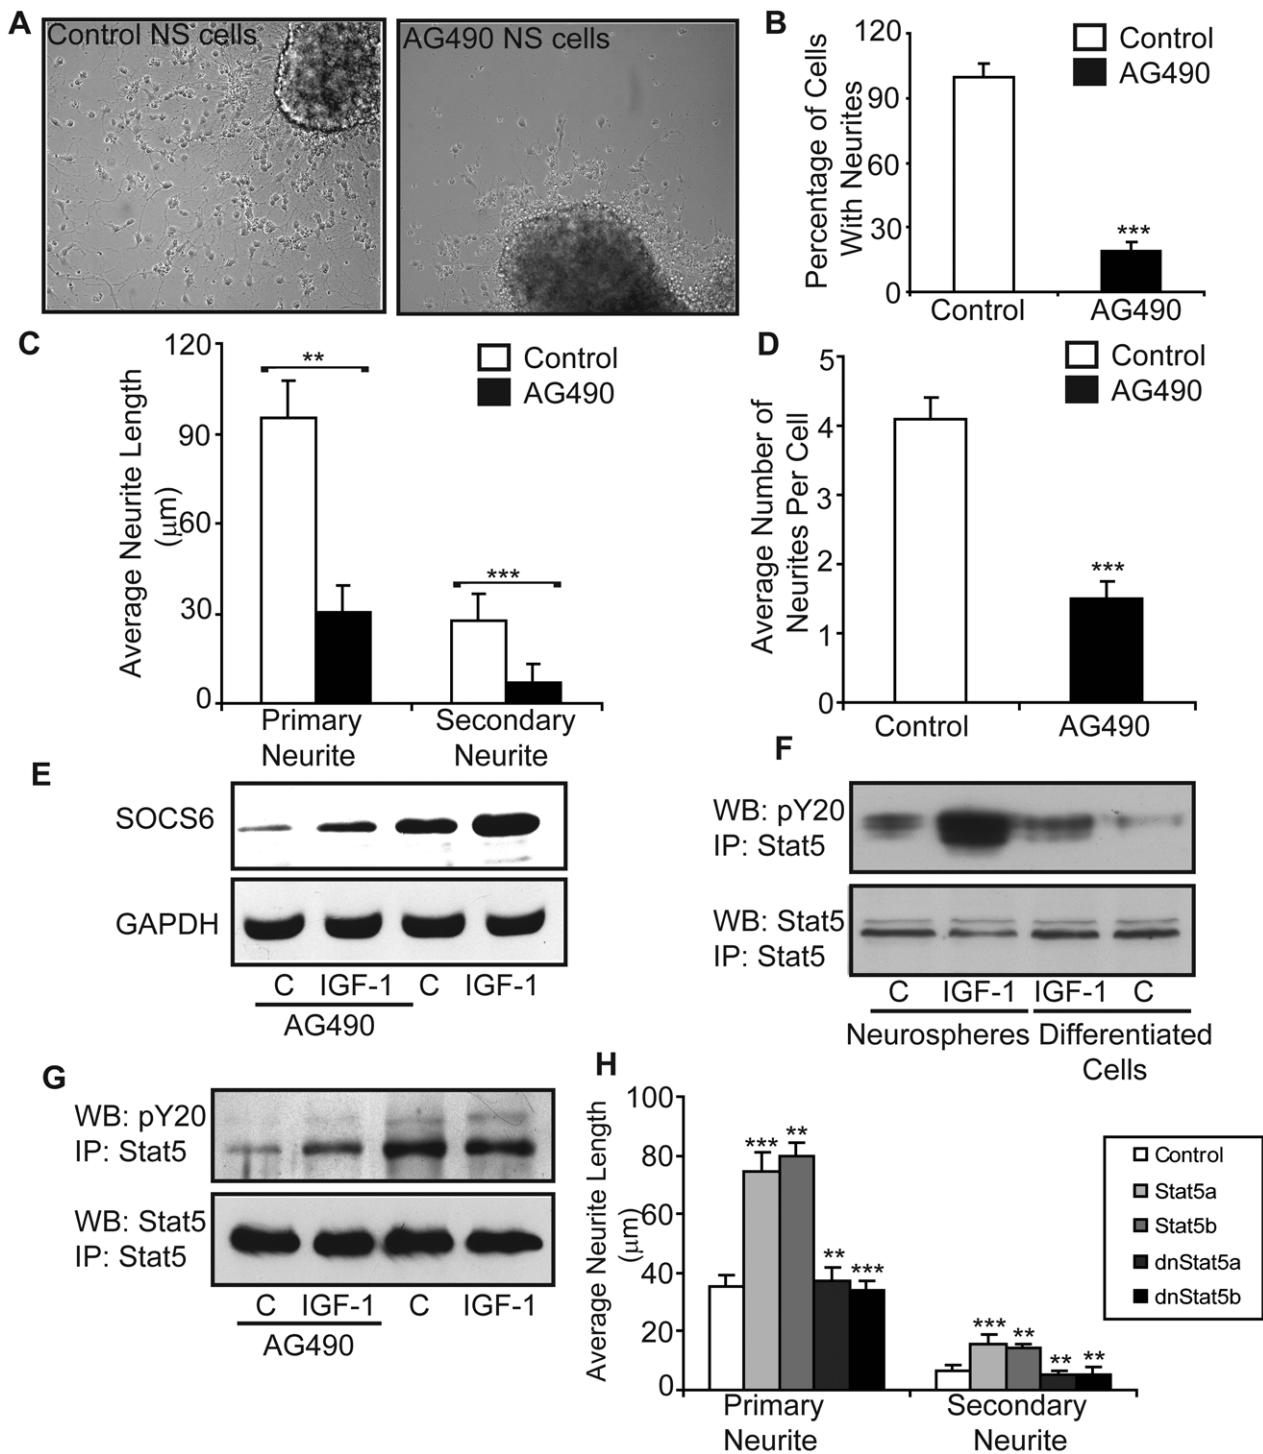 A
Control NS cells
AG490 NS cells
B
Percentage of Cells
With Neurites
120
90
60
30
0
Control
AG490
***
Control
AG490
C
Average Neurite Length
(μm)
120
90
60
30
0
**
***
Control
AG490
Primary
Neurite
Secondary
Neurite
D
Average Number of
Neurites Per Cell
5
4
3
2
1
0
Control
AG490
***
Control
AG490
E
SOCS6
GAPDH
C IGF-1 C IGF-1
AG490
F
WB: pY20
IP: Stat5
WB: Stat5
IP: Stat5
C IGF-1 IGF-1 C
Neurospheres Differentiated
Cells
G
WB: pY20
IP: Stat5
WB: Stat5
IP: Stat5
C IGF-1 C IGF-1
AG490
H
Average Neurite Length
(μm)
100
80
60
40
20
0
*** ** ** ***
*** ** ** **
Primary
Neurite
Secondary
Neurite
Control
Stat5a
Stat5b
dnStat5a
dnStat5b